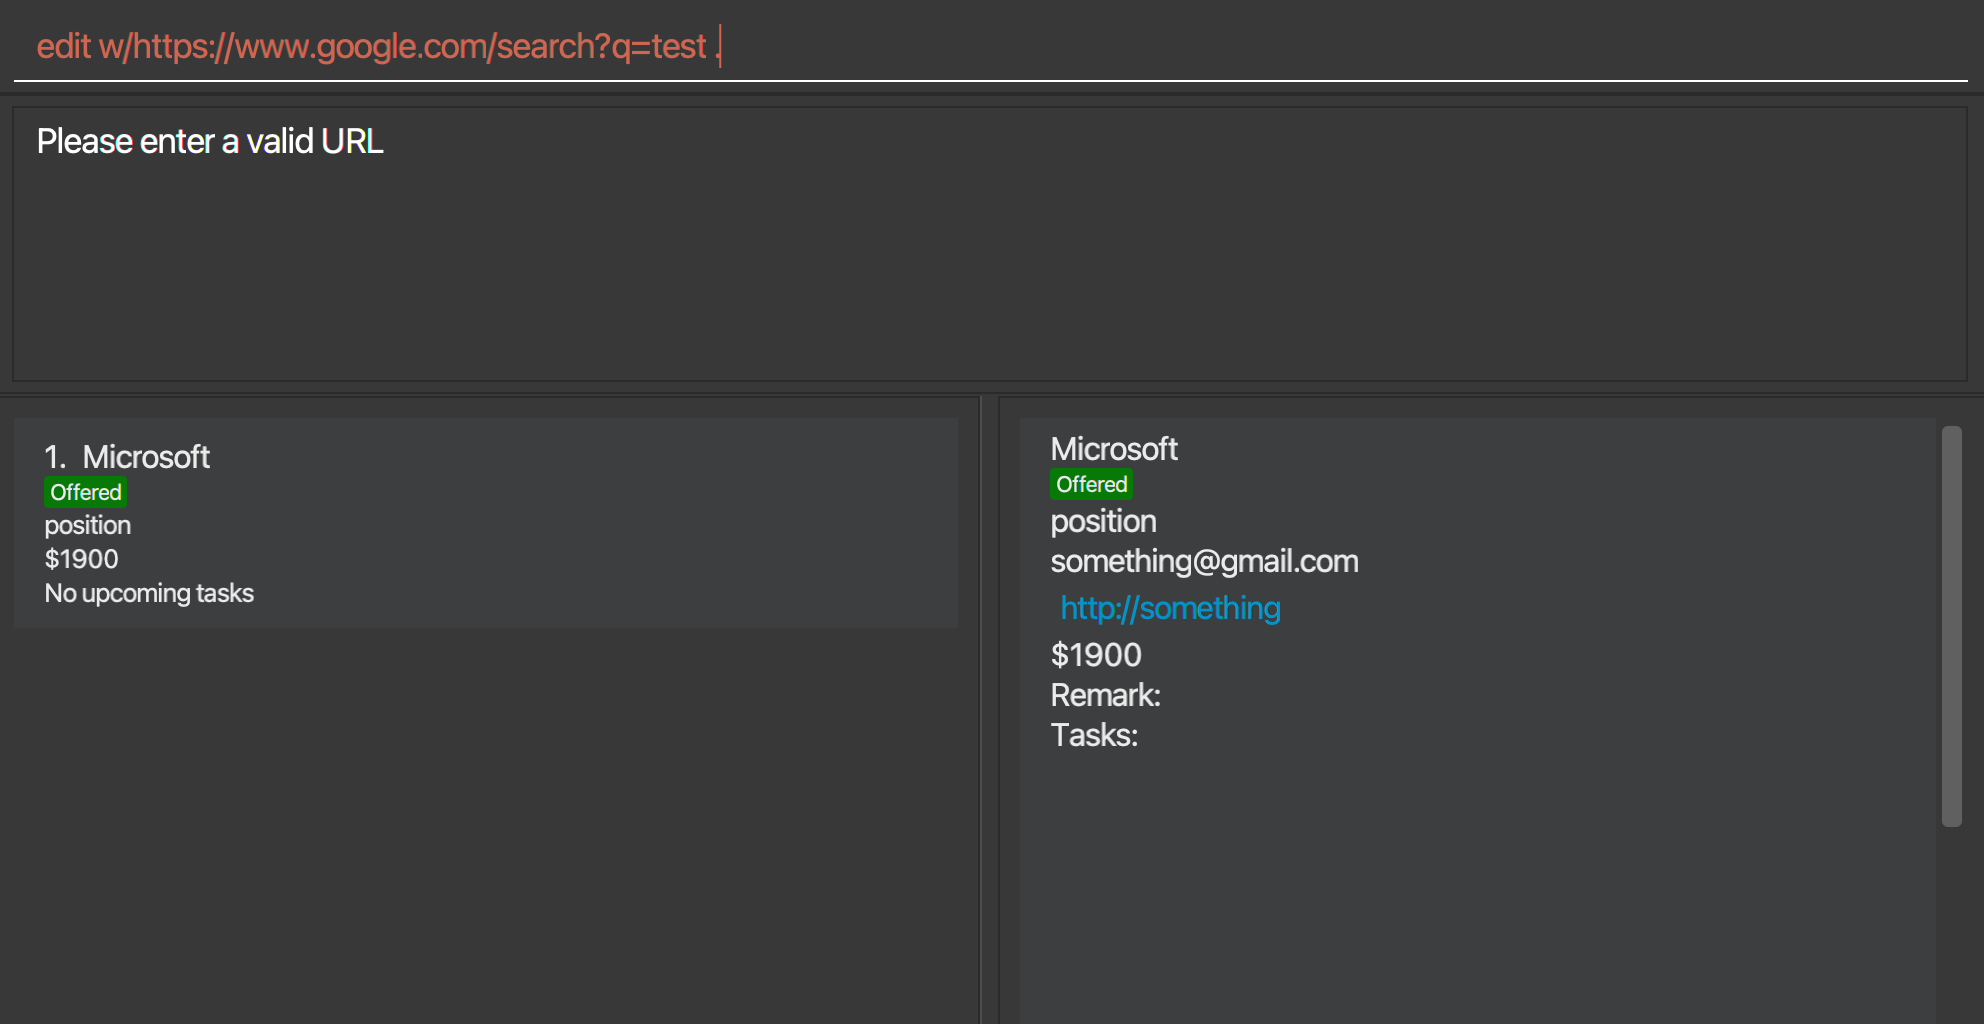 edit w/https://www.google.com/search?q=test .
Please enter a valid URL
1. Microsoft
Offered
position
$1900
No upcoming tasks
Microsoft
Offered
position
something@gmail.com
http://something
$1900
Remark:
Tasks: